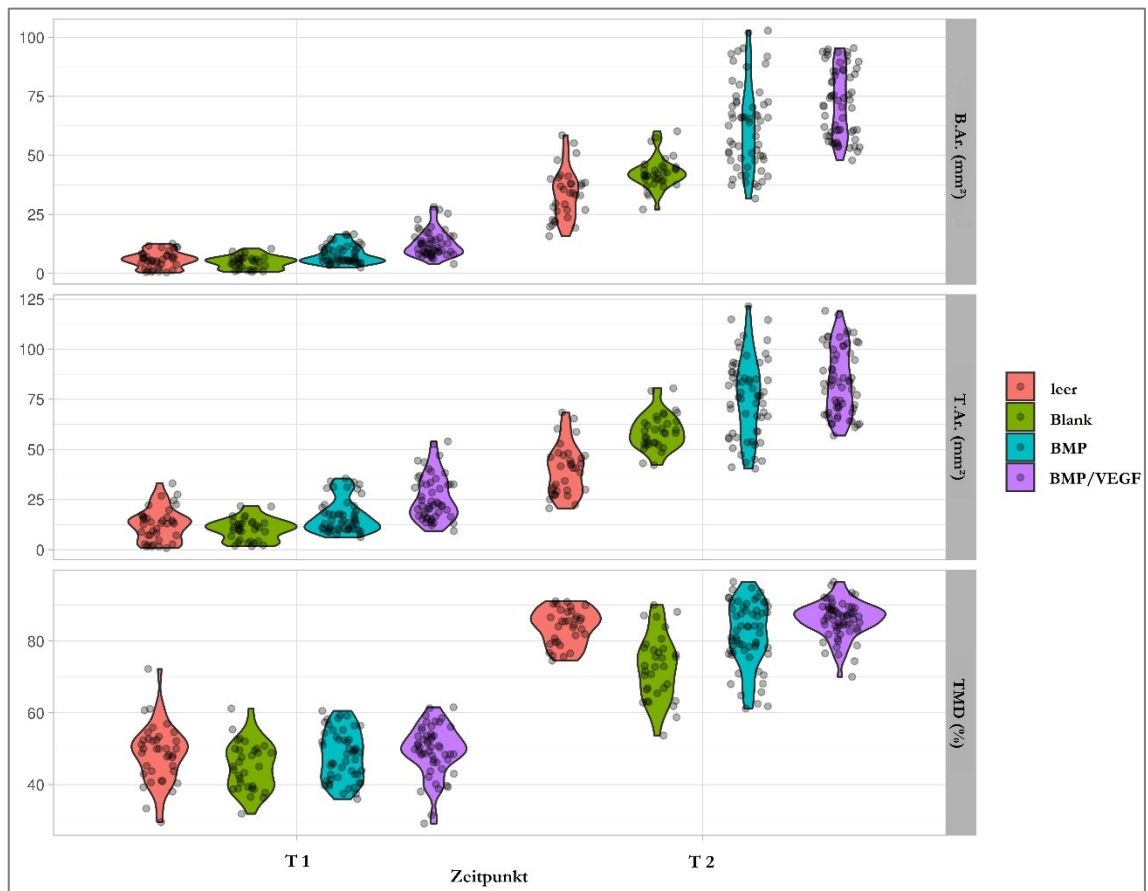 100
75
50
25
0
B.Ar. (mm²)
125
100
75
50
25
0
T.Ar. (mm²)
80
60
40
TMD (%)
T 1
T 2
Zeitpunkt
leer
Blank
BMP
BMP/VEGF